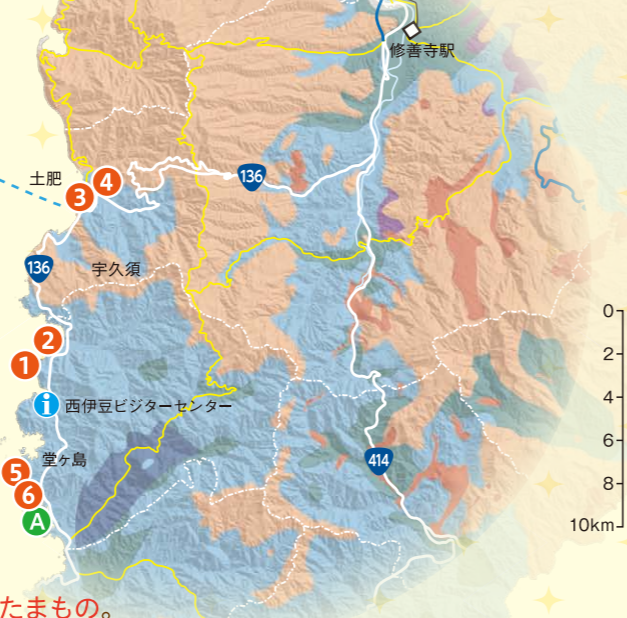 修善寺駅
土肥
4
3
136
136
宇久須
2
1
i
西伊豆ビジターセンター
堂ヶ島
5
6
A
414
0
2
4
6
8
10km
たまもの。